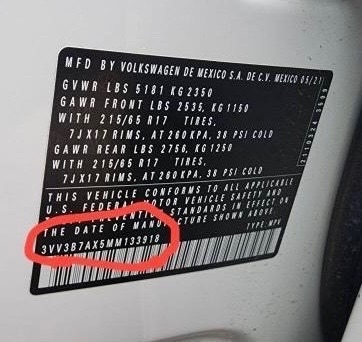 MFD BY VOLKSWAGEN DE MEXICO S.A. DE C.V. MEXICO 05/21
GVWR LBS 5181 KG 2350
GAWR FRONT LBS 2535, KG 1150
WITH 215/65 R17 TIRES,
7JX17 RIMS, AT 260 KPA, 38 PSI COLD
GAWR REAR LBS 2756, KG 1250
WITH 215/65 R17 TIRES,
7JX17 RIMS, AT 260 KPA, 38 PSI COLD
THIS VEHICLE CONFORMS TO ALL APPLICABLE
U.S. FEDERAL MOTOR VEHICLE SAFETY AND
PREVENTION STANDARDS IN EFFECT ON
THE DATE OF MANUFACTURE SHOWN ABOVE
3VV3B7AX5MM133918 TYPE: MPV